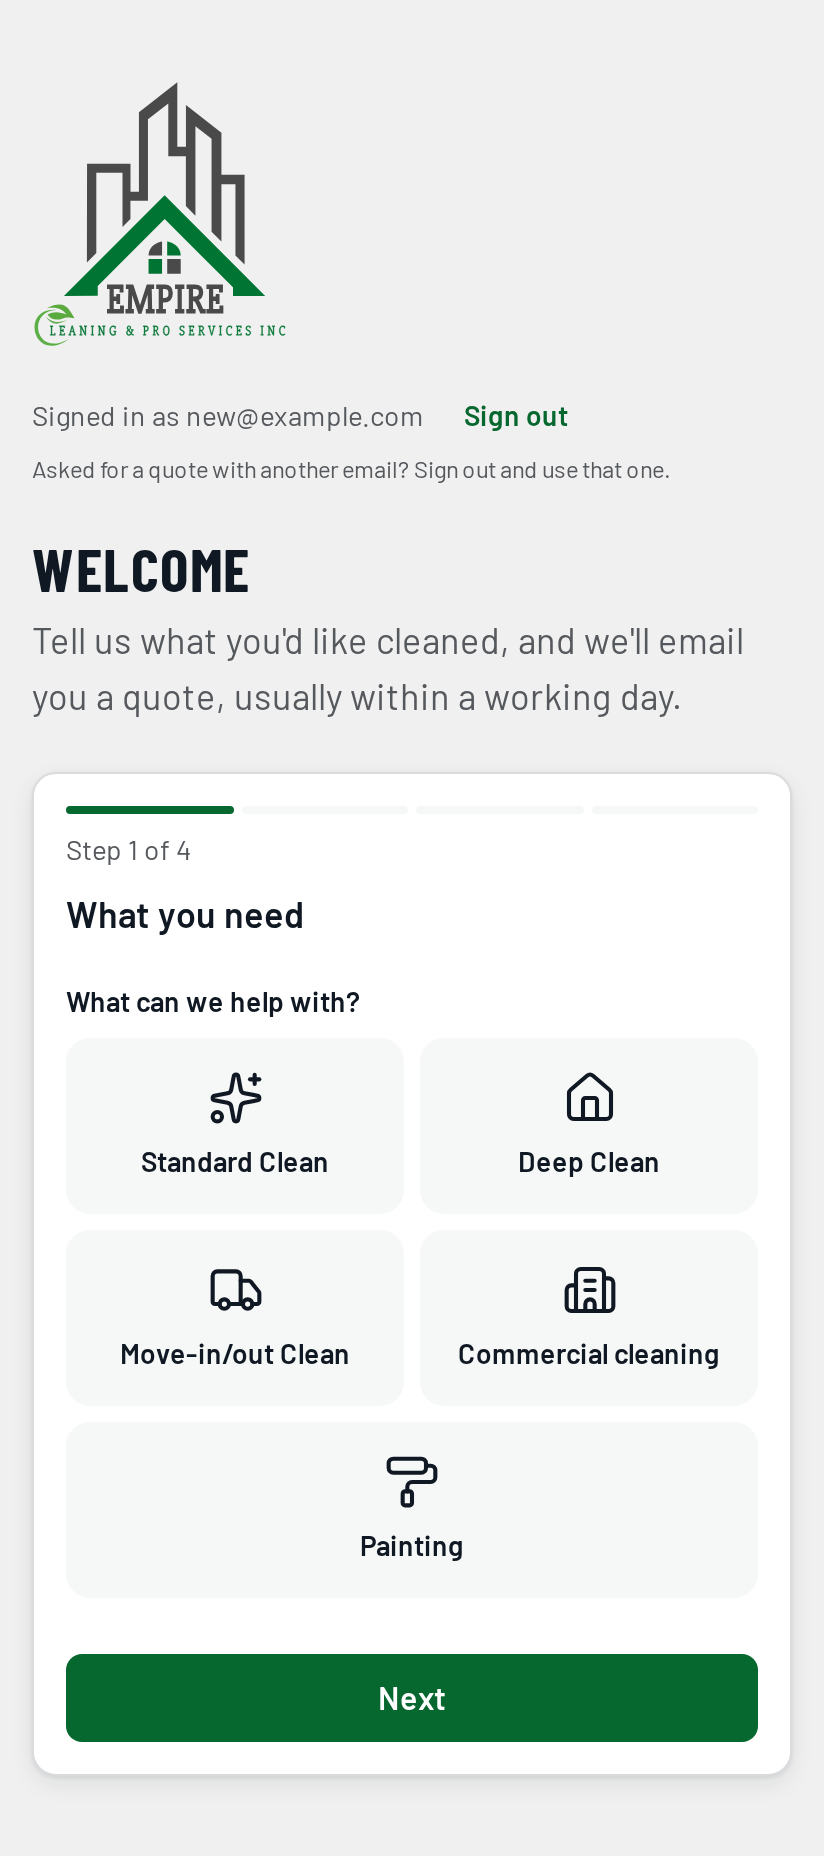 EMPIRE
CLEANING & PRO SERVICES INC
Signed in as new@example.com Sign out
Asked for a quote with another email? Sign out and use that one.
WELCOME
Tell us what you'd like cleaned, and we'll email
you a quote, usually within a working day.
Step 1 of 4
What you need
What can we help with?
Standard Clean
Deep Clean
Move-in/out Clean
Commercial cleaning
Painting
Next